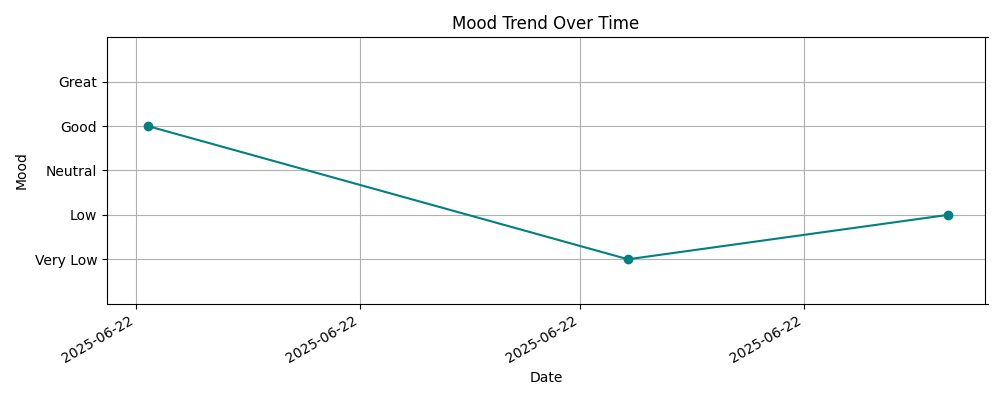 Mood Trend Over Time
Great
Good
Neutral
Low
Very Low
Mood
2025-06-22
2025-06-22
2025-06-22
2025-06-22
Date